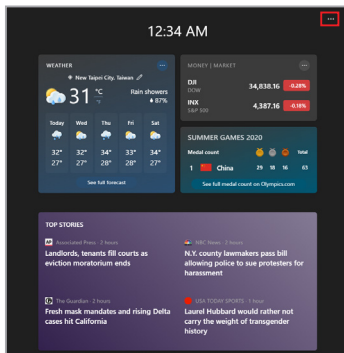 12:34 AM
WEATHER
New Taipei City, Taiwan
31 °C
Rain showers
87%
Today Wed Thu Fri Sat
32° 32° 34° 33° 34°
27° 27° 28° 27° 27°
See full forecast
MONEY | MARKET
DJI
DOW
34,838.16 -0.28%
INX
S&P 500
4,387.16 -0.18%
SUMMER GAMES 2020
Medal count Total
1 China 29 18 16 63
See full medal count on Olympics.com
TOP STORIES
AP Associated Press · 2 hours
Landlords, tenants fill courts as
eviction moratorium ends
NBC News · 2 hours
N.Y. county lawmakers pass bill
allowing police to sue protesters for
harassment
The Guardian · 2 hours
Fresh mask mandates and rising Delta
cases hit California
USA TODAY SPORTS · 1 hour
Laurel Hubbard would rather not
carry the weight of transgender
history